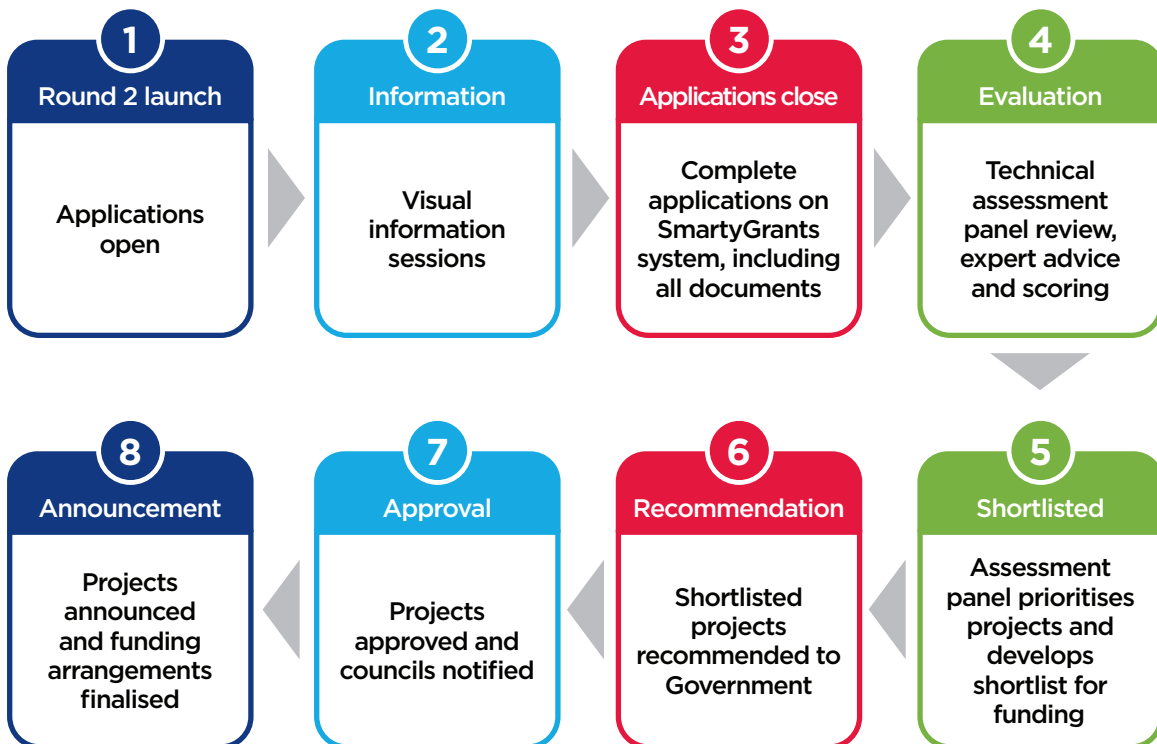 1
Round 2 launch
Applications
open
2
Information
Visual
information
sessions
3
Applications close
Complete
applications on
SmartyGrants
system, including
all documents
4
Evaluation
Technical
assessment
panel review,
expert advice
and scoring
5
Shortlisted
Assessment
panel prioritises
projects and
develops
shortlist for
funding
6
Recommendation
Shortlisted
projects
recommended to
Government
7
Approval
Projects
approved and
councils notified
8
Announcement
Projects
announced
and funding
arrangements
finalised